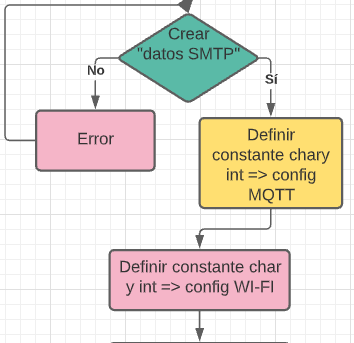 Crear
"datos SMTP"
No
Sí
Error
Definir
constante chary
int => config
MQTT
Definir constante char
y int => config WI-FI